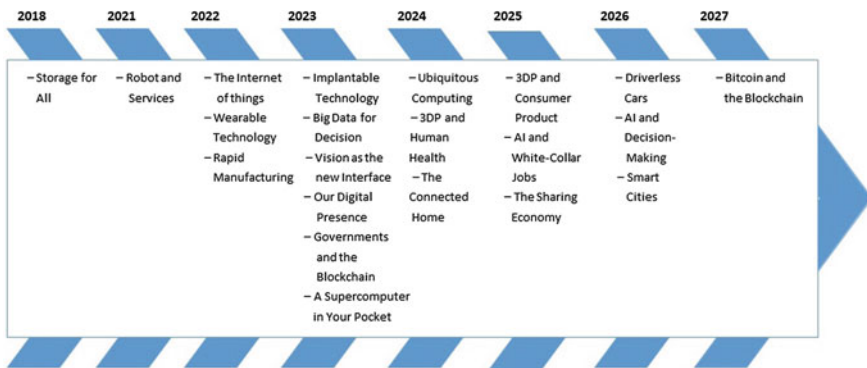 2018
2021
2022
2023
2024
2025
2026
2027
– Storage for
All
– Robot and
Services
– The Internet
of things
– Wearable
Technology
– Rapid
Manufacturing
– Implantable
Technology
– Big Data for
Decision
– Vision as the
new Interface
– Our Digital
Presence
– Governments
and the
Blockchain
– A Supercomputer
in Your Pocket
– Ubiquitous
Computing
– 3DP and
Human
Health
– The
Connected
Home
– 3DP and
Consumer
Product
– AI and
White-Collar
Jobs
– The Sharing
Economy
– Driverless
Cars
– AI and
Decision-
Making
– Smart
Cities
– Bitcoin and
the Blockchain